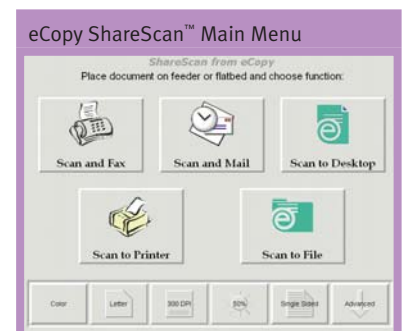 eCopy ShareScan™ Main Menu
ShareScan from eCopy
Place document on feeder or flatbed and choose function:
Scan and Fax
Scan and Mail
Scan to Desktop
Scan to Printer
Scan to File
Color
Letter
300 DPI
50%
Single Sided
Advanced